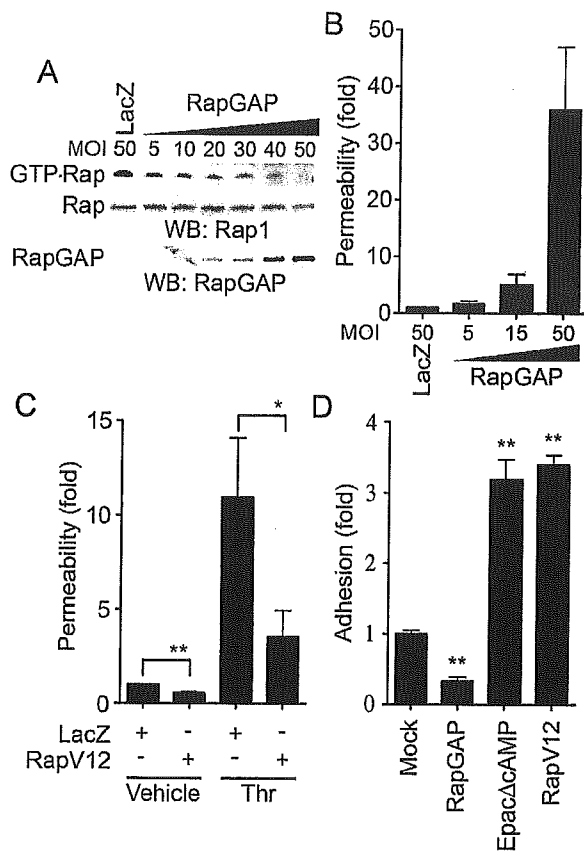 A
LacZ
RapGAP
MOI 50 5 10 20 30 40 50
GTP-Rap
Rap
WB: Rap1
RapGAP
WB: RapGAP
B
Permeability (fold)
50
40
30
20
10
0
MOI 50 5 15 50
LacZ
RapGAP
C
Permeability (fold)
15
10
5
0
* 
**
LacZ + - + -
RapV12 - + - +
Vehicle Thr
D
Adhesion (fold)
4
3
2
1
0
** ** **
Mock
RapGAP
EpacΔcAMP
RapV12